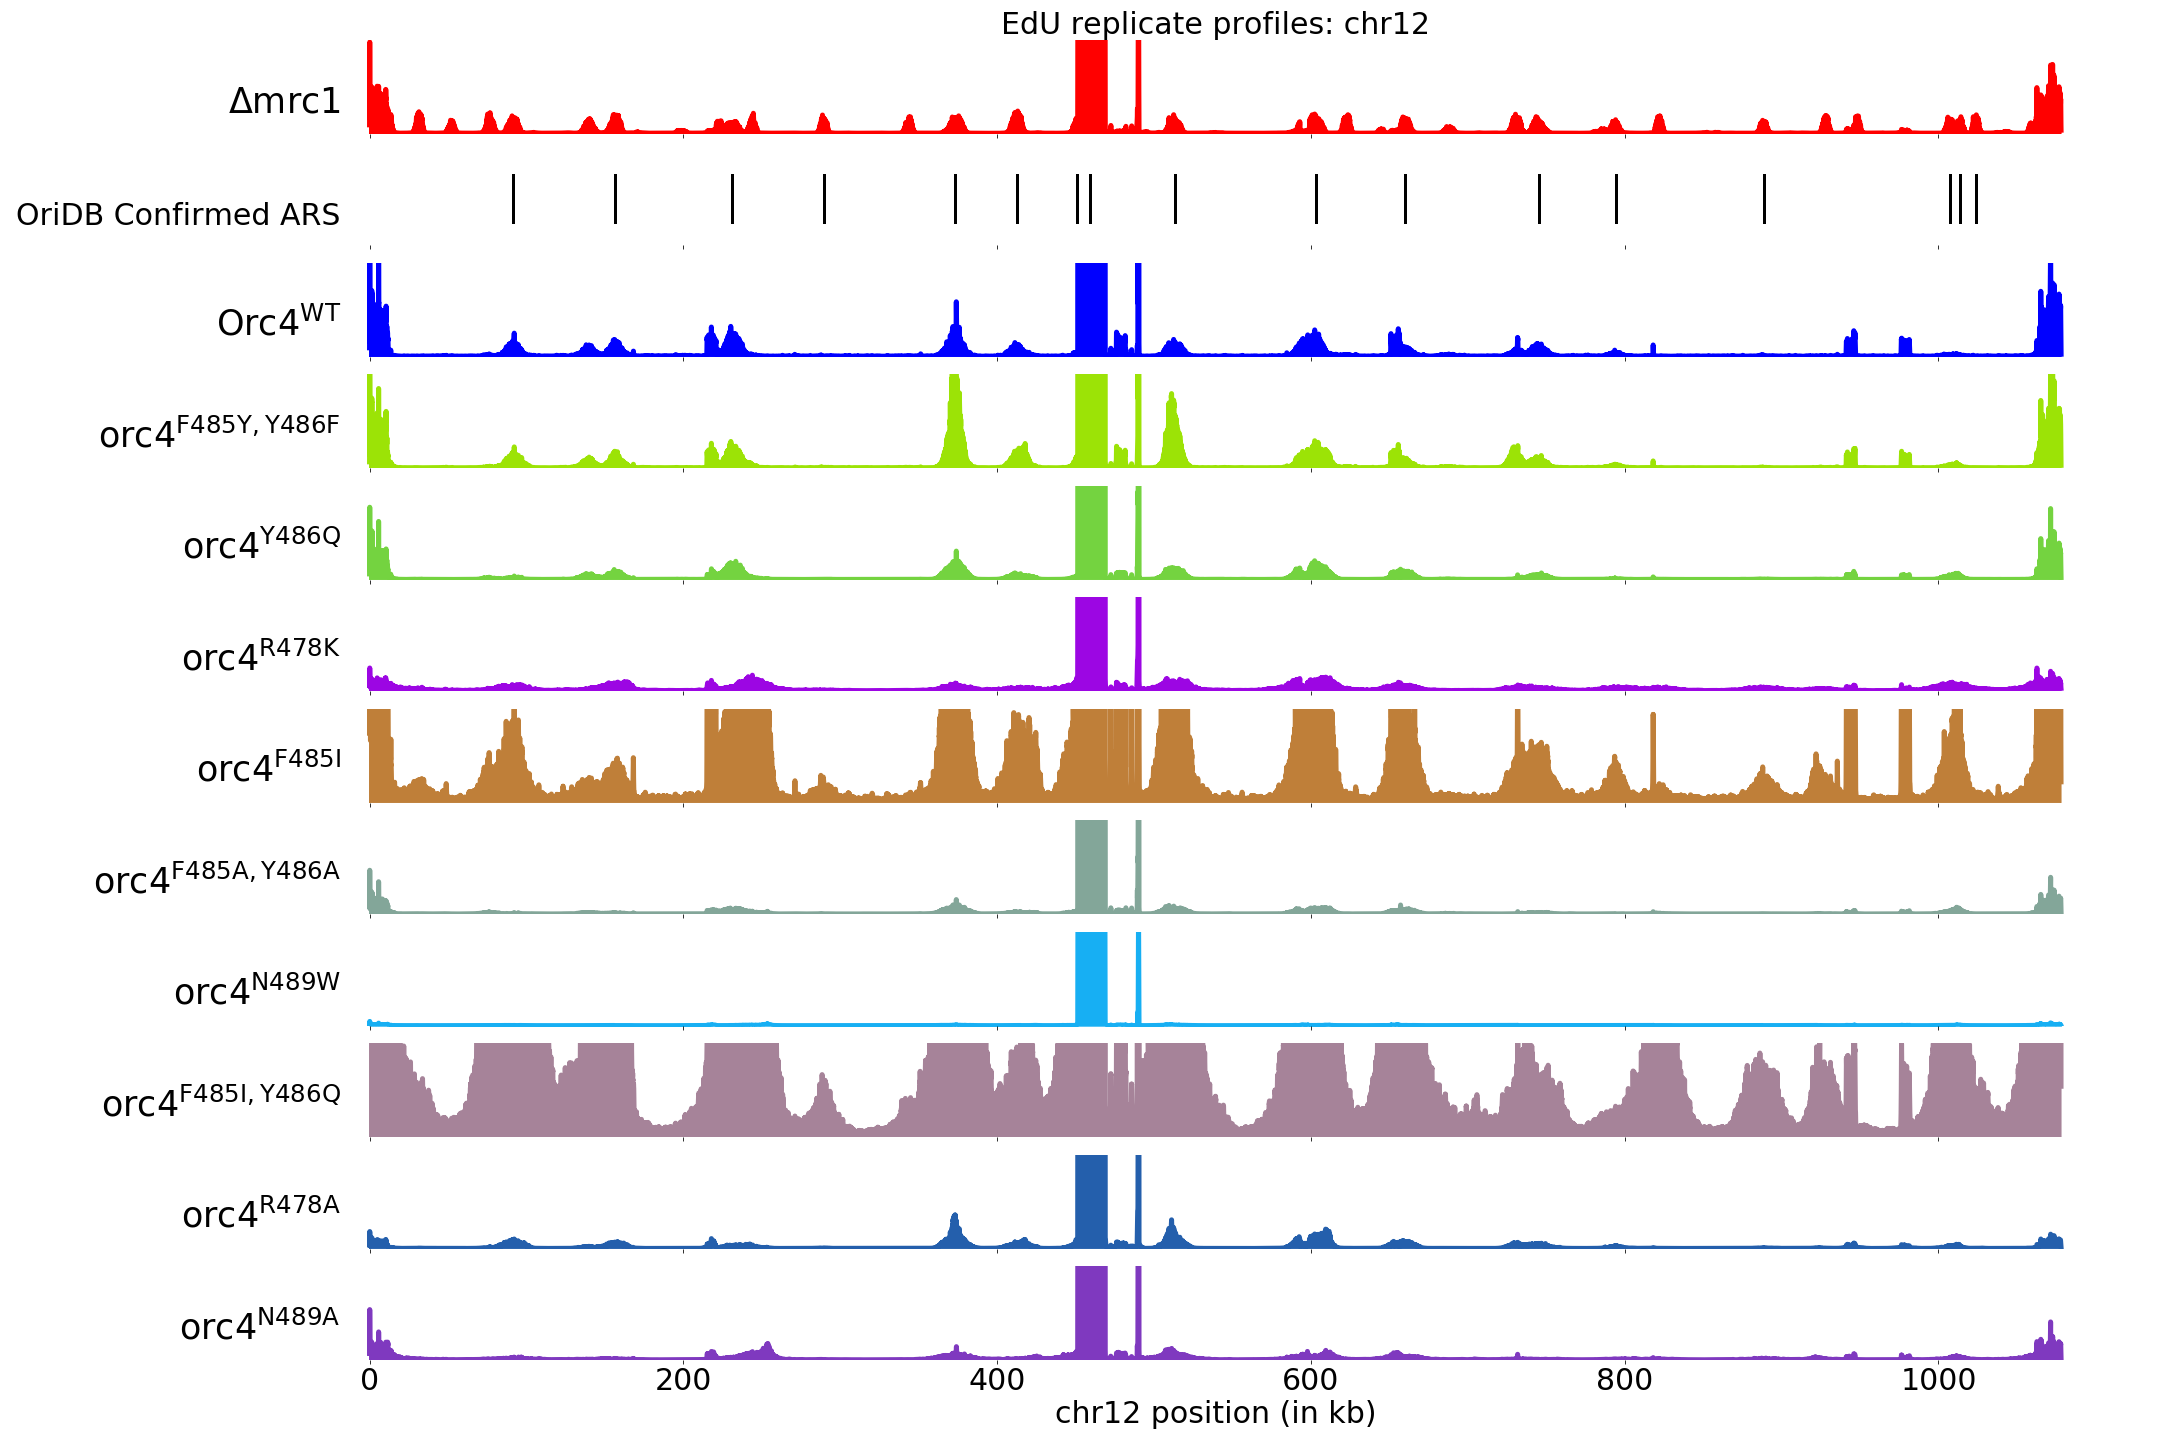 EdU replicate profiles: chr12
Δmrc1
OriDB Confirmed ARS
Orc4WT
orc4F485Y, Y486F
orc4Y486Q
orc4R478K
orc4F485I
orc4F485A, Y486A
orc4N489W
orc4F485I, Y486Q
orc4R478A
orc4N489A
0 200 400 600 800 1000
chr12 position (in kb)